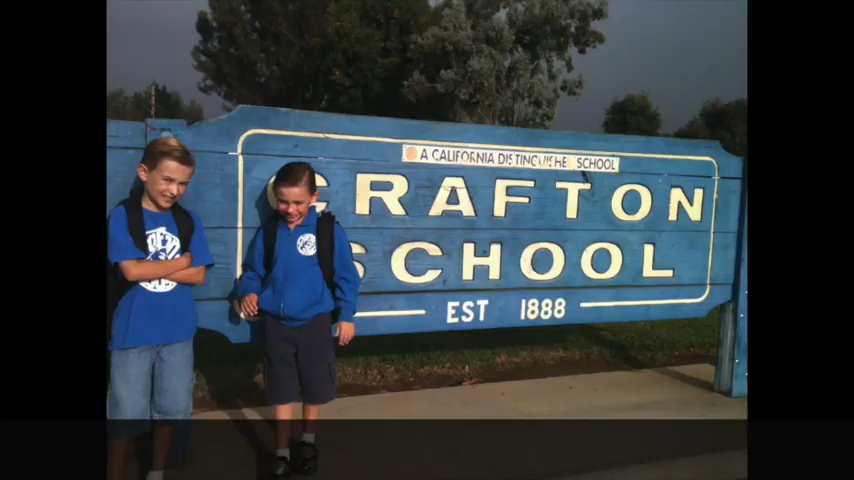 A CALIFORNIA DISTINGUISHED SCHOOL
CRAFTON
SCHOOL
EST 1888